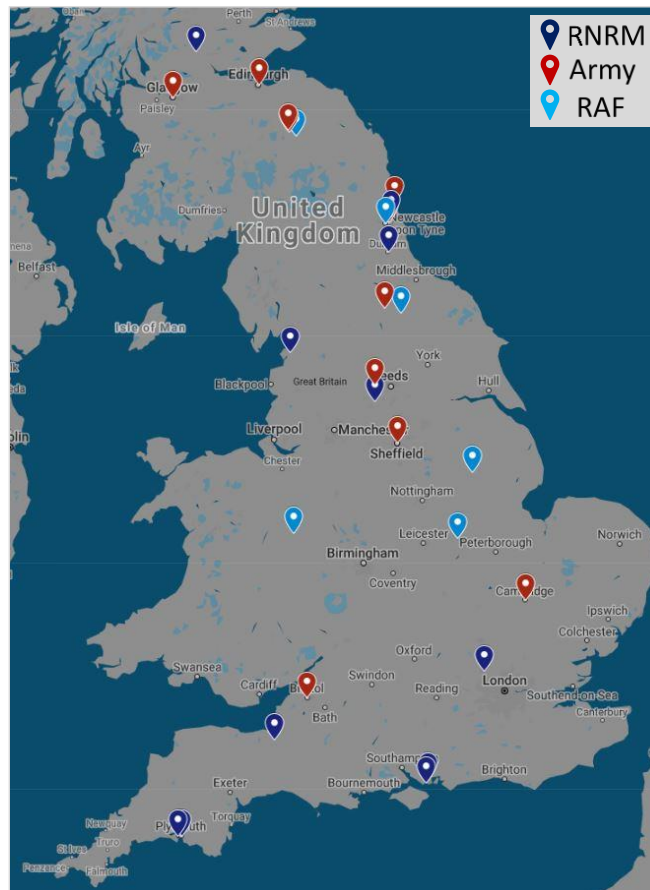 Oban
Perth
St Andrews
RNRM
Army
RAF
Edinburgh
Glasgow
Paisley
Ayr
United
Kingdom
Dumfries
Newcastle
upon Tyne
Durham
Middlesbrough
Belfast
Isle of Man
York
Blackpool
Great Britain
Leeds
Hull
Liverpool
Manchester
Sheffield
Chester
Nottingham
Leicester
Peterborough
Norwich
Birmingham
Coventry
Cambridge
Ipswich
Colchester
Oxford
Swansea
Cardiff
Swindon
Bristol
Reading
London
Southend-on-Sea
Bath
Canterbury
Southampton
Brighton
Exeter
Bournemouth
Newquay
Plymouth
Torquay
Truro
St Ives
Penzance
Falmouth